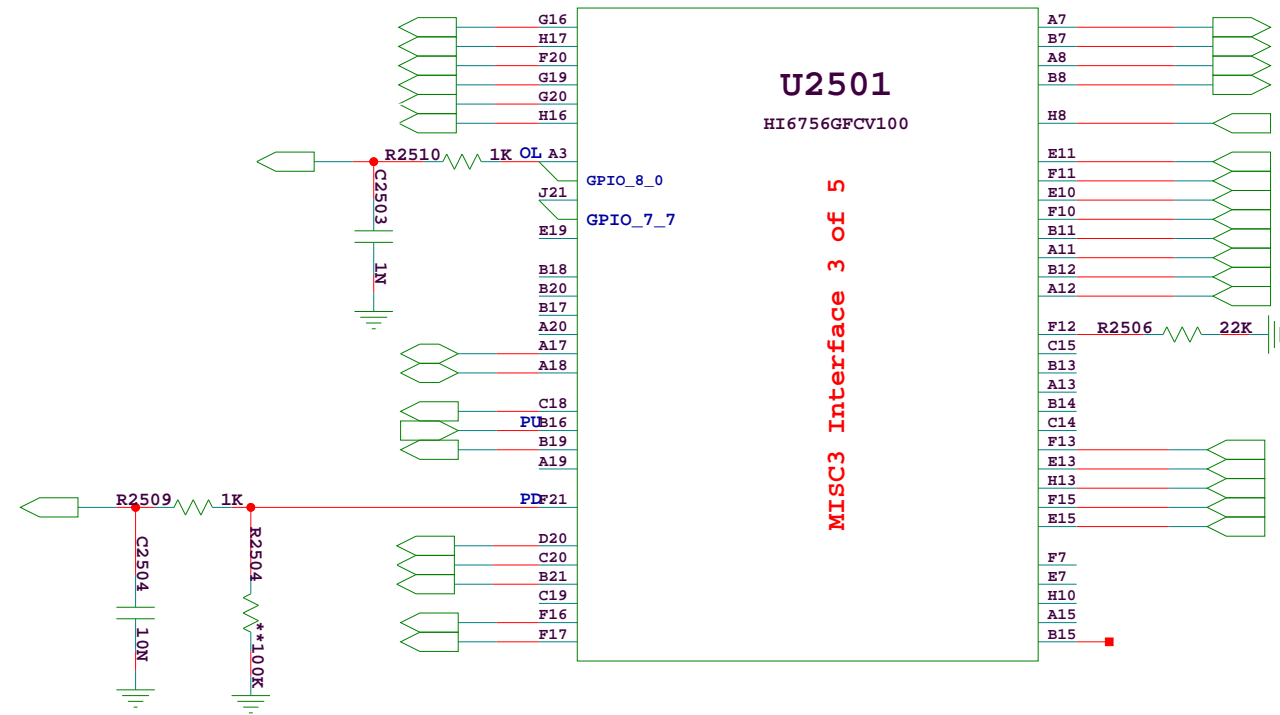 U2501
HI6756GFCV100
MISC3 Interface 3 of 5
G16
H17
F20
G19
G20
H16
R2510 1K OL A3
GPIO_8_0
J21
GPIO_7_7
E19
C2503
1N
B18
B20
B17
A20
A17
A18
C18
PU B16
B19
A19
R2509 1K PD F21
C2504
10N
R2504
**100K
D20
C20
B21
C19
F16
F17
A7
B7
A8
B8
H8
E11
F11
E10
F10
B11
A11
B12
A12
F12 R2506 22K
C15
B13
A13
B14
C14
F13
E13
H13
F15
E15
F7
E7
H10
A15
B15